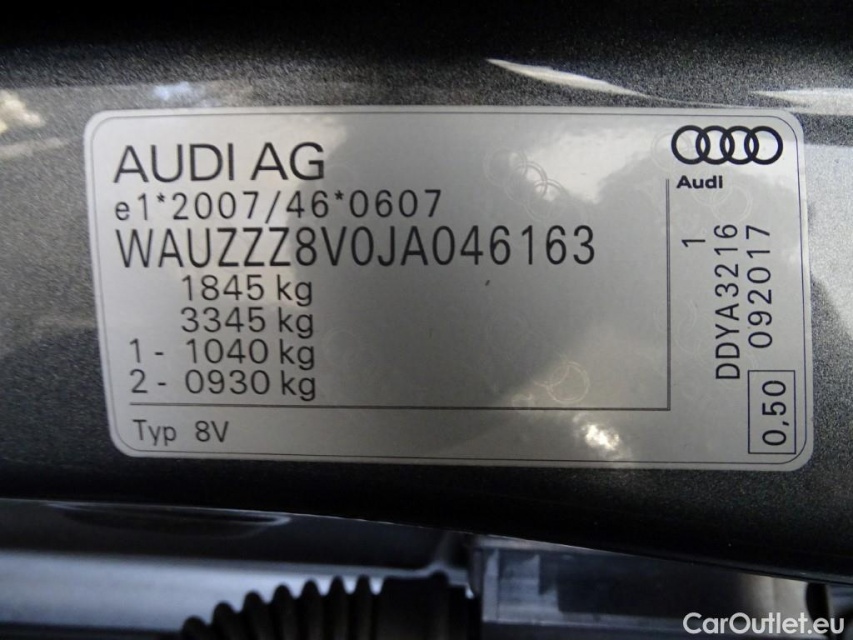 AUDI AG
Audi
e1*2007/46*0607
WAUZZZ8V0JA046163
1845 kg
3345 kg
1 - 1040 kg
2 - 0930 kg
Typ 8V
1
DDYA3216
092017
0,50
CarOutlet.eu